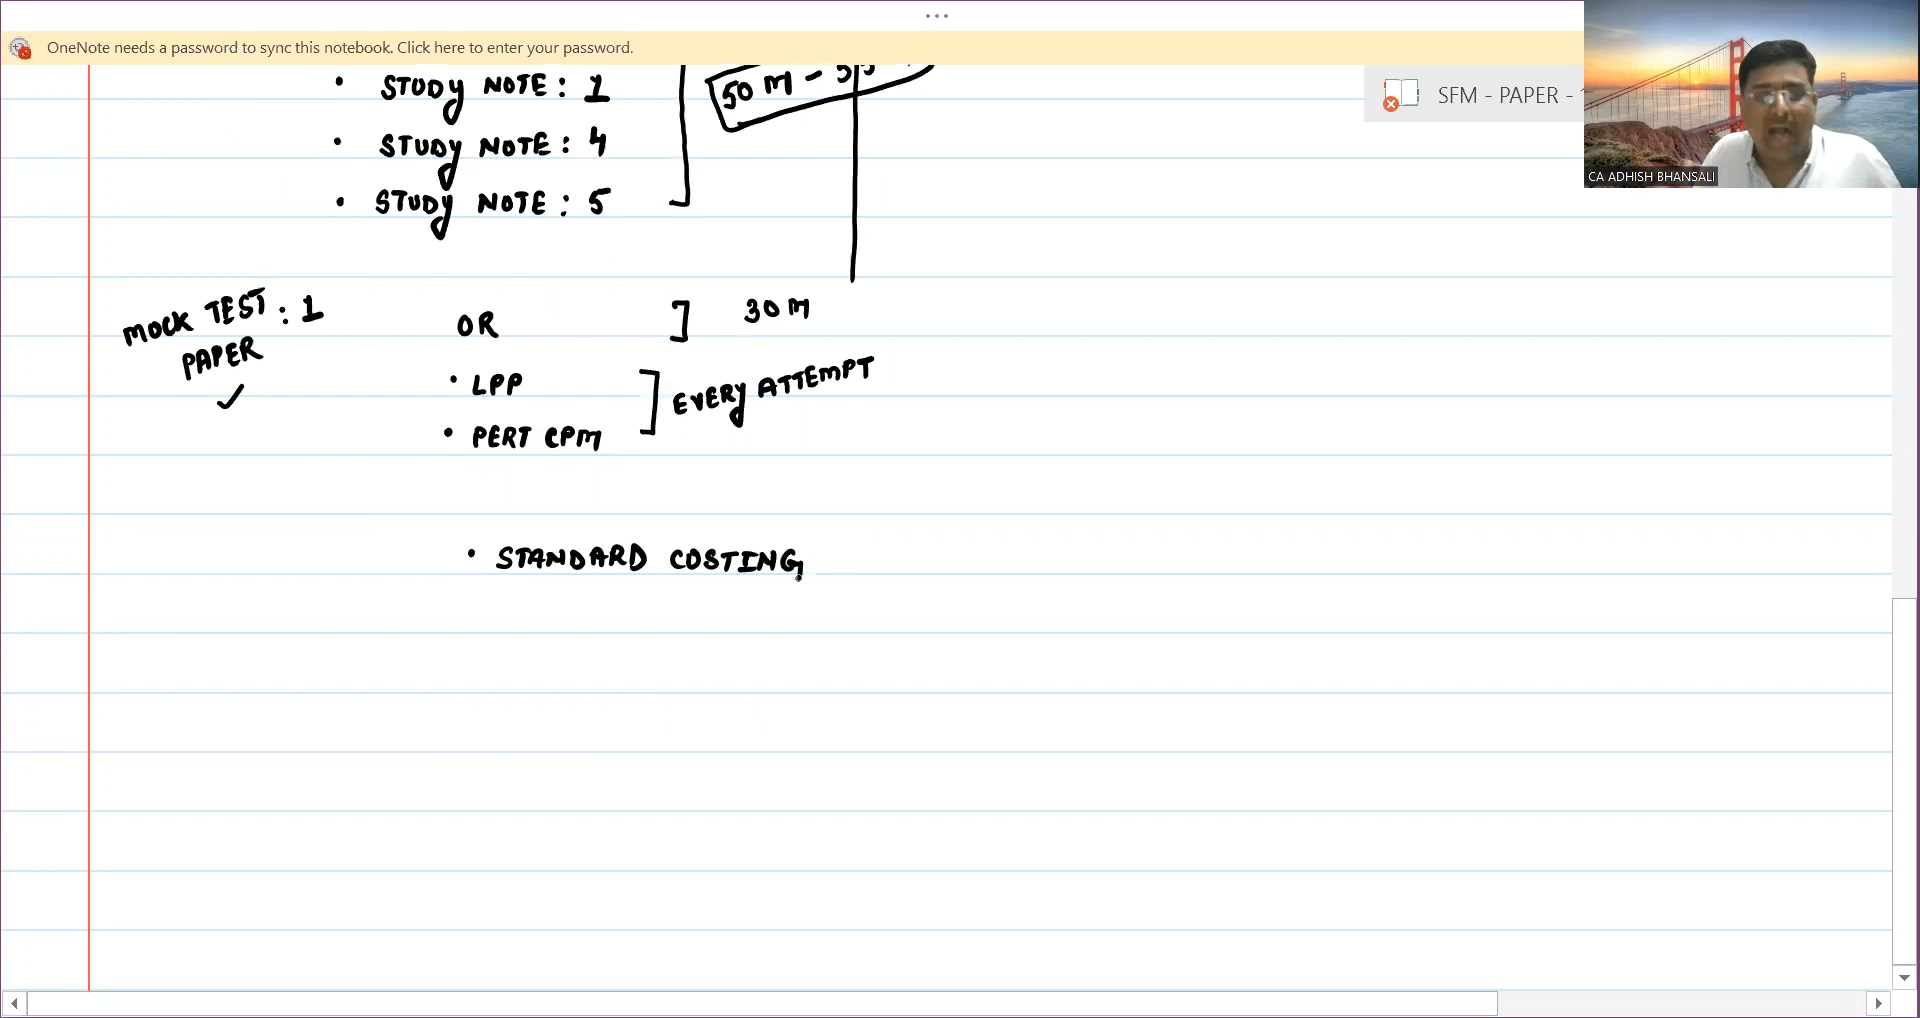 OneNote needs a password to sync this notebook. Click here to enter your password.
• STUDY NOTE : 1
50 M -
SFM - PAPER -
CA ADHISH BHANSALI
• STUDY NOTE : 4
• STUDY NOTE : 5
MOCK TEST : 1
PAPER
OR ] 30 M
• LPP
• PERT CPM
] EVERY ATTEMPT
• STANDARD COSTING